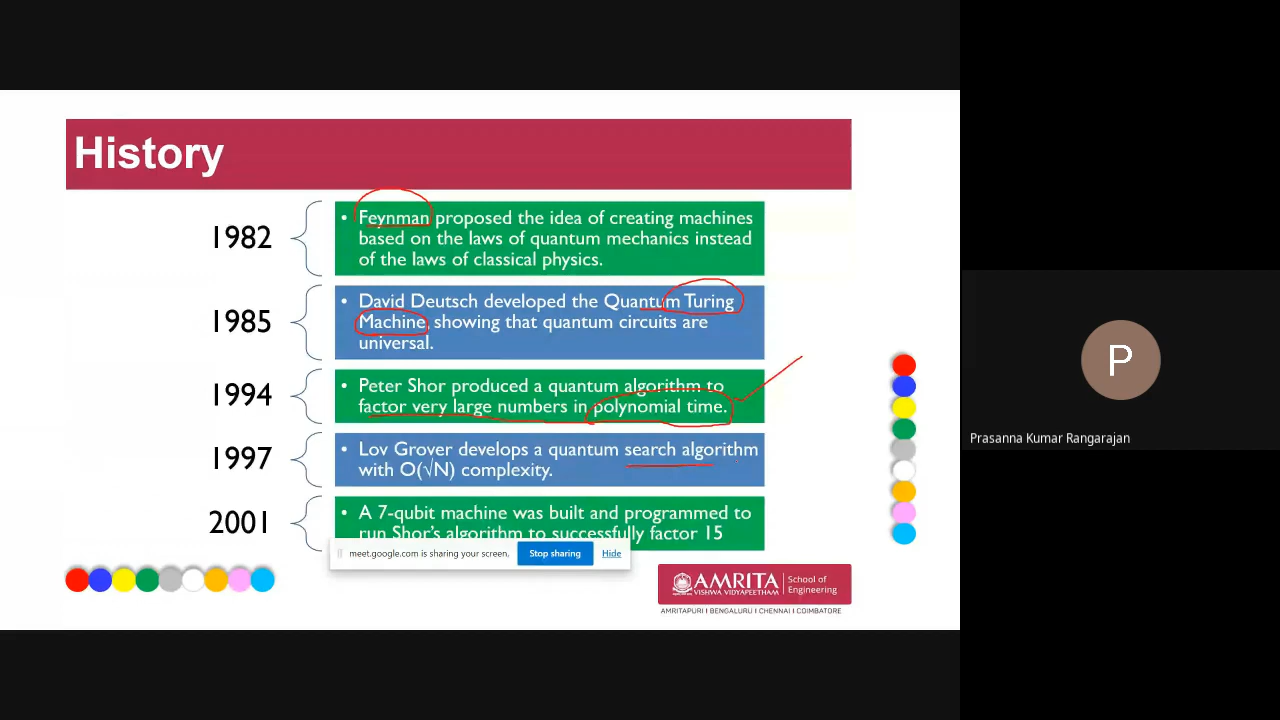 History
1982
• Feynman proposed the idea of creating machines
based on the laws of quantum mechanics instead
of the laws of classical physics.
1985
• David Deutsch developed the Quantum Turing
Machine, showing that quantum circuits are
universal.
1994
• Peter Shor produced a quantum algorithm to
factor very large numbers in polynomial time.
1997
• Lov Grover develops a quantum search algorithm
with O(√N) complexity.
2001
• A 7-qubit machine was built and programmed to
run Shor's algorithm to successfully factor 15
meet.google.com is sharing your screen. Stop sharing Hide
AMRITA
VISHWA VIDYAPEETHAM
School of
Engineering
AMRITAPURI | BENGALURU | CHENNAI | COIMBATORE
P
Prasanna Kumar Rangarajan